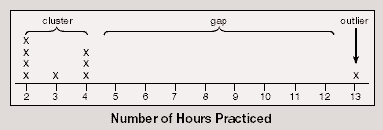 cluster gap outlier
X
X X
X X
X X X X
2 3 4 5 6 7 8 9 10 11 12 13
Number of Hours Practiced